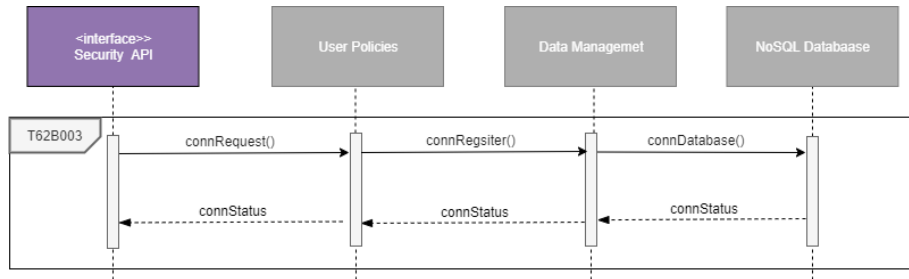 <interface>>
Security API
User Policies
Data Managemet
NoSQL Databaase
T62B003
connRequest()
connRegsiter()
connDatabase()
connStatus
connStatus
connStatus